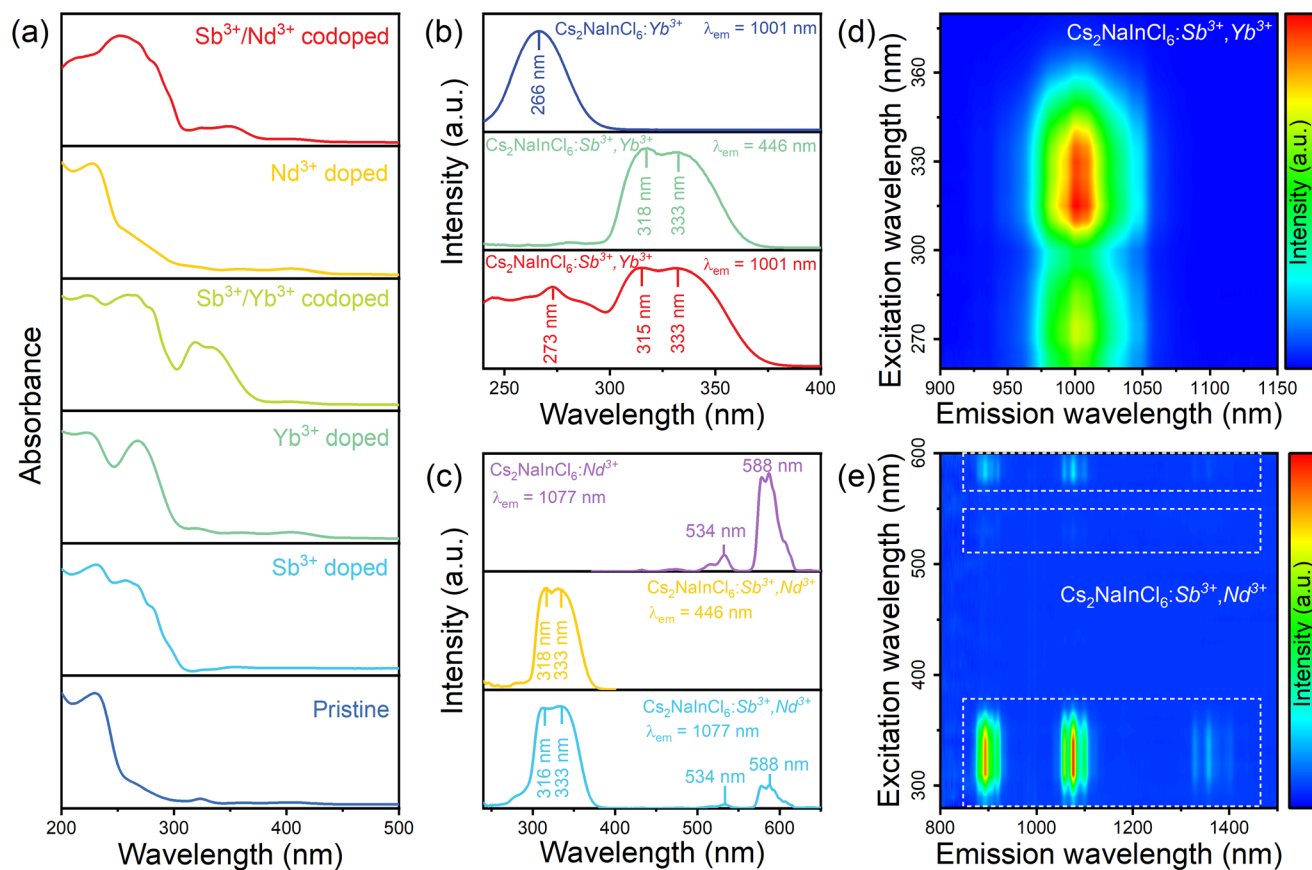 (a)
Sb³⁺/Nd³⁺ codoped
Nd³⁺ doped
Sb³⁺/Yb³⁺ codoped
Yb³⁺ doped
Sb³⁺ doped
Pristine
Absorbance
200 300 400 500
Wavelength (nm)
(b)
Cs₂NaInCl₆:Yb³⁺ λem = 1001 nm
266 nm
Cs₂NaInCl₆:Sb³⁺,Yb³⁺ λem = 446 nm
318 nm
333 nm
Cs₂NaInCl₆:Sb³⁺,Yb³⁺ λem = 1001 nm
273 nm
315 nm
333 nm
Intensity (a.u.)
250 300 350 400
Wavelength (nm)
(c)
Cs₂NaInCl₆:Nd³⁺
λem = 1077 nm
534 nm
588 nm
Cs₂NaInCl₆:Sb³⁺,Nd³⁺
λem = 446 nm
318 nm
333 nm
Cs₂NaInCl₆:Sb³⁺,Nd³⁺
λem = 1077 nm
316 nm
333 nm
534 nm
588 nm
Intensity (a.u.)
300 400 500 600
Wavelength (nm)
(d)
Cs₂NaInCl₆:Sb³⁺,Yb³⁺
Excitation wavelength (nm)
360
330
300
270
900 950 1000 1050 1100 1150
Emission wavelength (nm)
Intensity (a.u.)
(e)
Cs₂NaInCl₆:Sb³⁺,Nd³⁺
Excitation wavelength (nm)
600
500
400
300
800 1000 1200 1400
Emission wavelength (nm)
Intensity (a.u.)